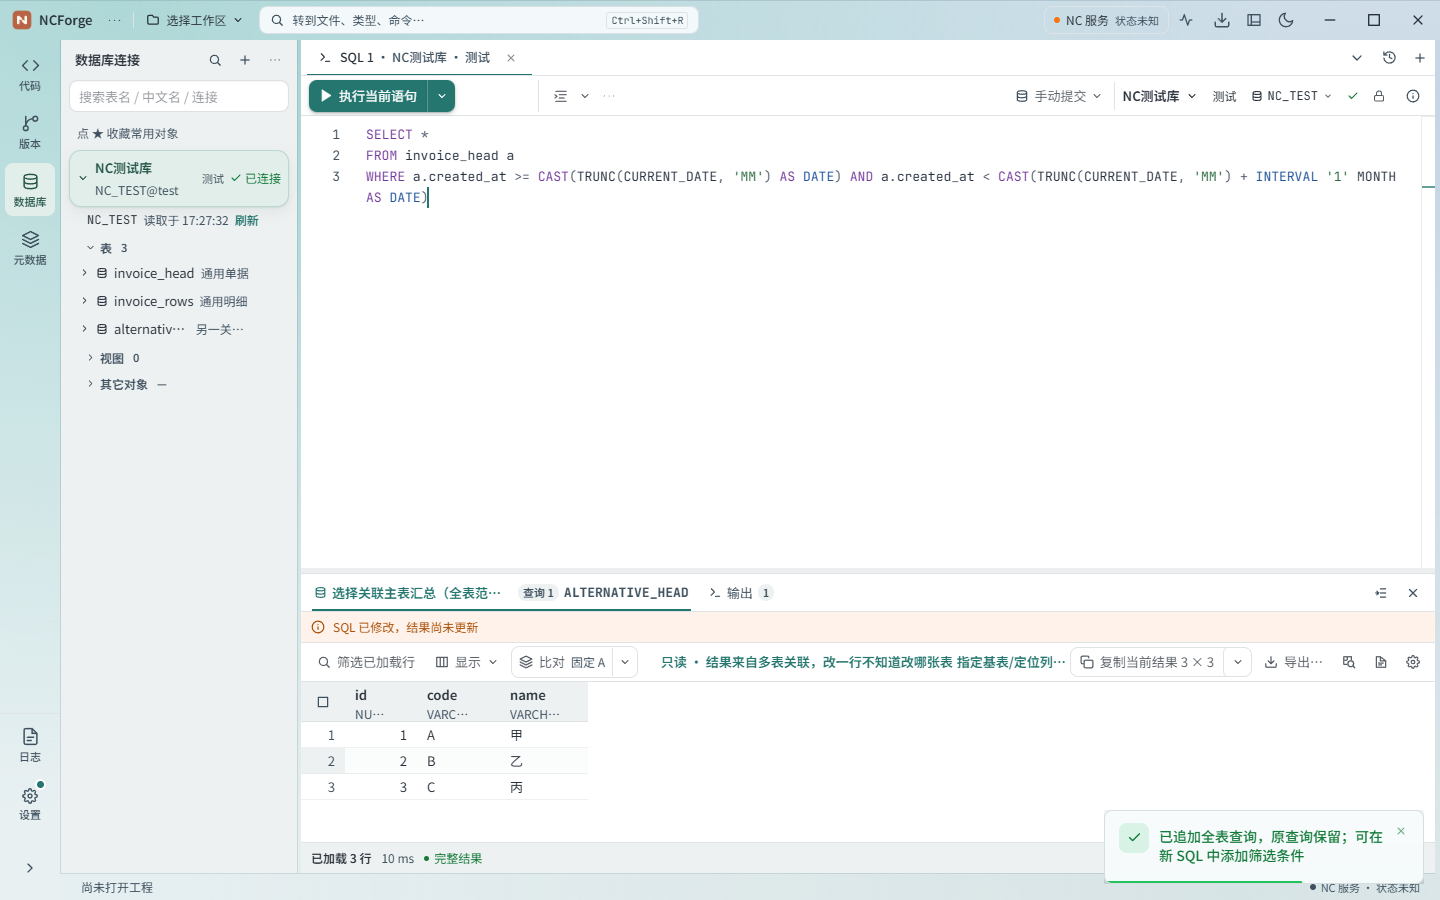 NCForge ··· 选择工作区 转到文件、类型、命令··· Ctrl+Shift+R NC 服务 状态未知
代码
版本
数据库
元数据
日志
设置
数据库连接 ···
搜索表名 / 中文名 / 连接
点 ★ 收藏常用对象
NC测试库
NC_TEST@test
测试 ✓ 已连接
NC_TEST 读取于 17:27:32 刷新
表 3
invoice_head 通用单据
invoice_rows 通用明细
alternativ··· 另一关···
视图 0
其它对象 —
SQL 1 • NC测试库 • 测试 ×
执行当前语句 ··· 手动提交 NC测试库 测试 NC_TEST
1 SELECT *
2 FROM invoice_head a
3 WHERE a.created_at >= CAST(TRUNC(CURRENT_DATE, 'MM') AS DATE) AND a.created_at < CAST(TRUNC(CURRENT_DATE, 'MM') + INTERVAL '1' MONTH
AS DATE)
选择关联主表汇总（全表范··· 查询 1 ALTERNATIVE_HEAD 输出 1
SQL 已修改，结果尚未更新
筛选已加载行 显示 比对 固定 A 只读 • 结果来自多表关联，改一行不知道改哪张表 指定基表/定位列··· 复制当前结果 3 × 3 导出···
id code name
NU··· VARC··· VARCH···
1 1 A 甲
2 2 B 乙
3 3 C 丙
已加载 3 行 10 ms 完整结果
已追加全表查询，原查询保留；可在
新 SQL 中添加筛选条件
尚未打开工程 NC 服务 • 状态未知